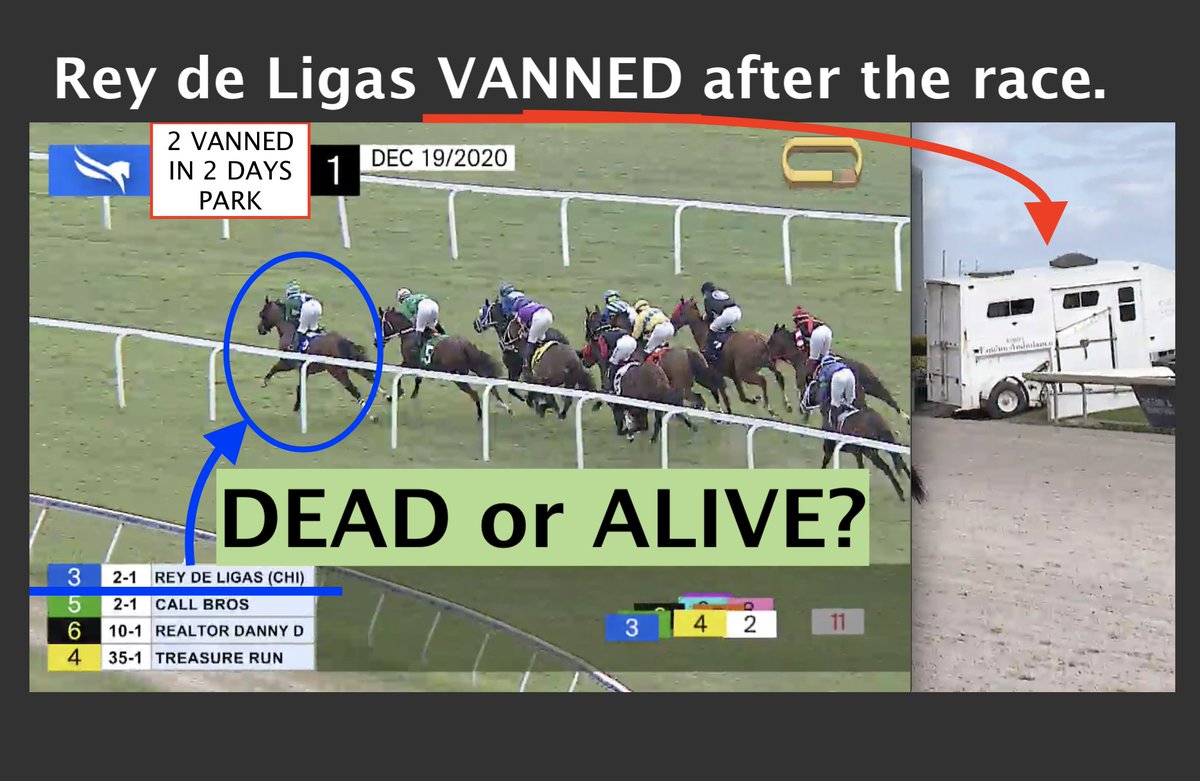 Rey de Ligas VANNED after the race.
2 VANNED
IN 2 DAYS
PARK
1
DEC 19/2020
DEAD or ALIVE?
3 2-1 REY DE LIGAS (CHI)
5 2-1 CALL BROS
6 10-1 REALTOR DANNY D
4 35-1 TREASURE RUN
3 4 2 11
5